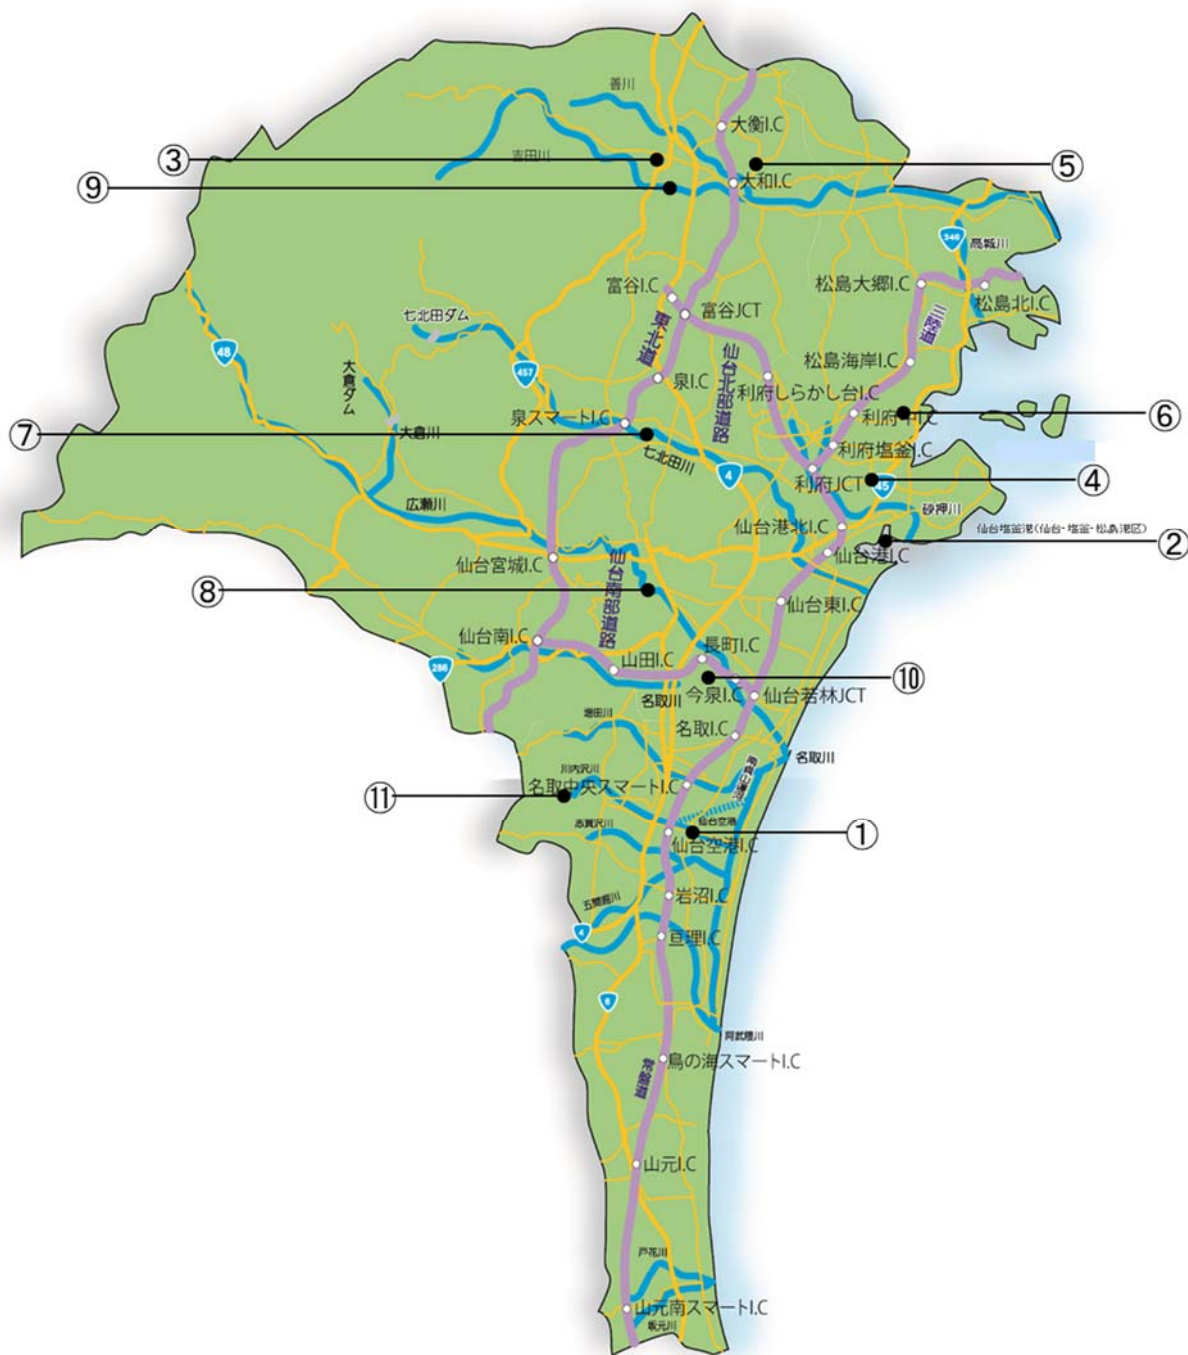 善川
大衡I.C
③
吉田川
⑤
⑨
大和I.C
346
高城川
富谷I.C
松島大郷I.C
松島北I.C
七北田ダム
富谷JCT
三陸道
48
東北道
仙台北部道路
457
大倉ダム
松島海岸I.C
泉I.C
利府しらかし台I.C
泉スマートI.C
利府中I.C
⑥
⑦
大倉川
七北田川
利府塩釜I.C
4
利府JCT
45
④
広瀬川
砂押川
仙台港北I.C
仙台塩釜港(仙台・塩釜・松島港区)
②
仙台港I.C
仙台宮城I.C
仙台南部道路
⑧
仙台東I.C
仙台南I.C
長町I.C
286
山田I.C
⑩
今泉I.C
仙台若林JCT
名取川
増田川
名取I.C
名取川
川内沢川
名取中央スマートI.C
⑪
志賀沢川
仙台空港
①
仙台空港I.C
岩沼I.C
五間堀川
4
亘理I.C
6
阿武隈川
鳥の海スマートI.C
常磐道
山元I.C
戸花川
山元南スマートI.C
坂元川